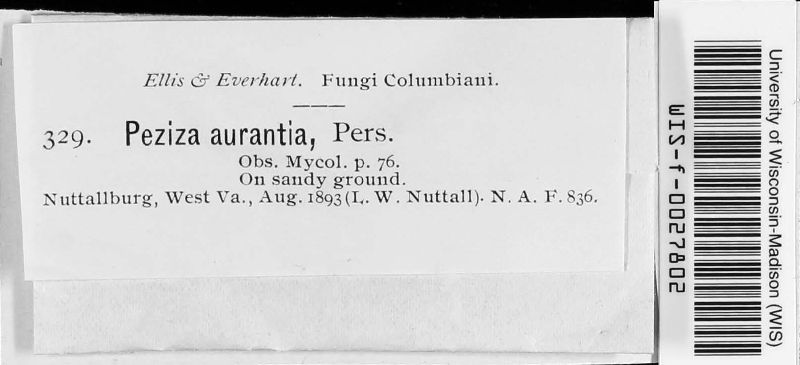 Ellis & Everhart. Fungi Columbiani.
329. Peziza aurantia, Pers.
Obs. Mycol. p. 76.
On sandy ground.
Nuttallburg, West Va., Aug. 1893 (L. W. Nuttall). N. A. F. 836.
WIS-f-0027802
University of Wisconsin-Madison (WIS)